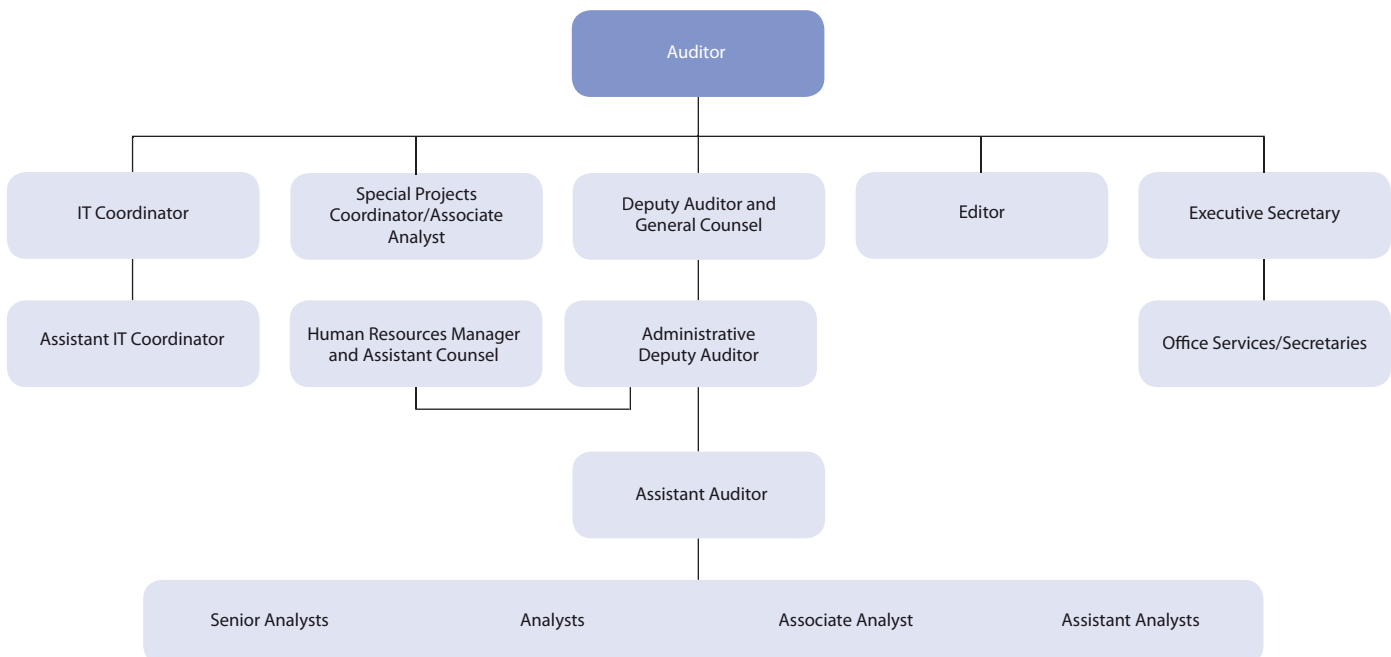 Auditor
IT Coordinator
Special Projects
Coordinator/Associate
Analyst
Deputy Auditor and
General Counsel
Editor
Executive Secretary
Assistant IT Coordinator
Human Resources Manager
and Assistant Counsel
Administrative
Deputy Auditor
Office Services/Secretaries
Assistant Auditor
Senior Analysts
Analysts
Associate Analyst
Assistant Analysts